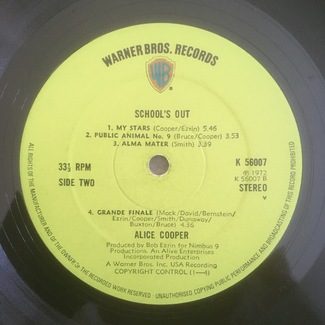 WARNER BROS. RECORDS
WB
SCHOOL'S OUT
1. MY STARS (Cooper/Ezrin) 5.46
2. PUBLIC ANIMAL No. 9 (Bruce/Cooper) 3.53
3. ALMA MATER (Smith) 3.39
33⅓ RPM
SIDE TWO
K 56007
℗ 1972
K 56007 B
STEREO
v
4. GRANDE FINALE (Mack/David/Bernstein/
Ezrin/Cooper/Smith/Dunaway/
Buxton/Bruce) 4.36
ALICE COOPER
Produced by Bob Ezrin for Nimbus 9
Productions. An Alive Enterprises
Incorporated Production
A Warner Bros. Inc. USA Recording
COPYRIGHT CONTROL (1—4)
ALL RIGHTS OF THE MANUFACTURER AND OF THE OWNER OF THE RECORDED WORK RESERVED UNAUTHORISED COPYING PUBLIC PERFORMANCE AND BROADCASTING OF THIS RECORD PROHIBITED